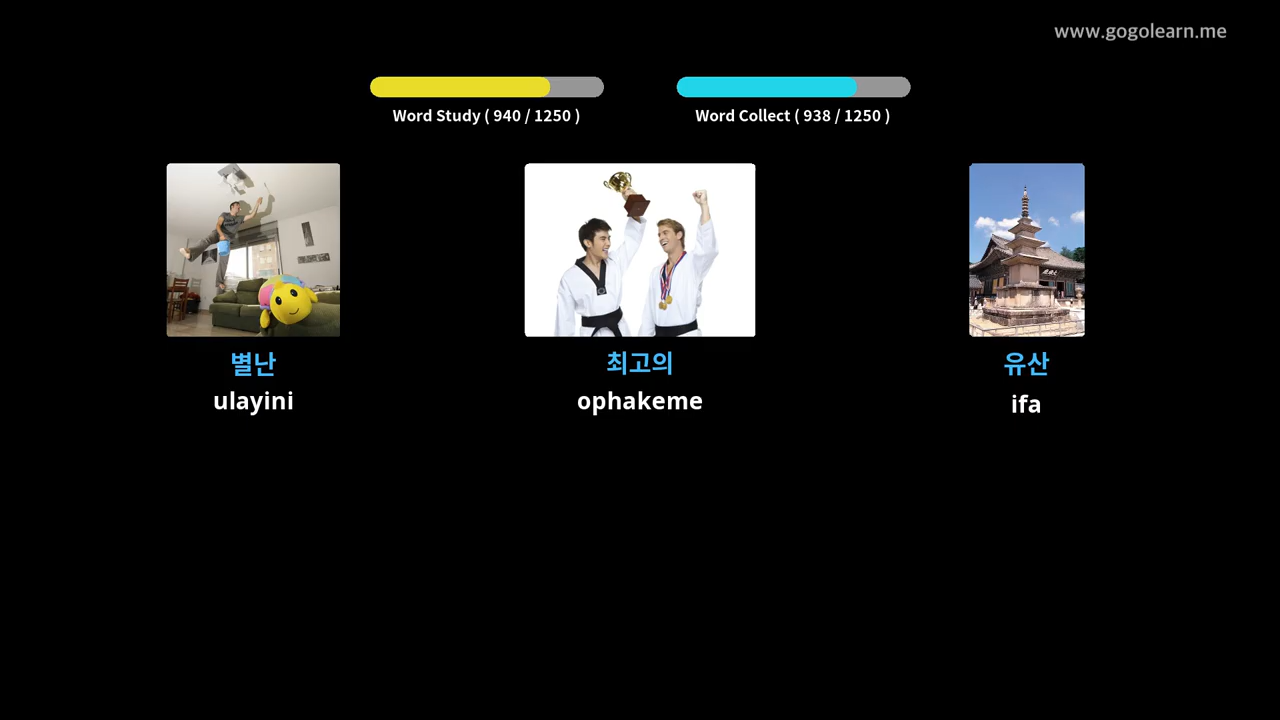 www.gogolearn.me
Word Study ( 940 / 1250 )
Word Collect ( 938 / 1250 )
별난
최고의
유산
ulayini
ophakeme
ifa